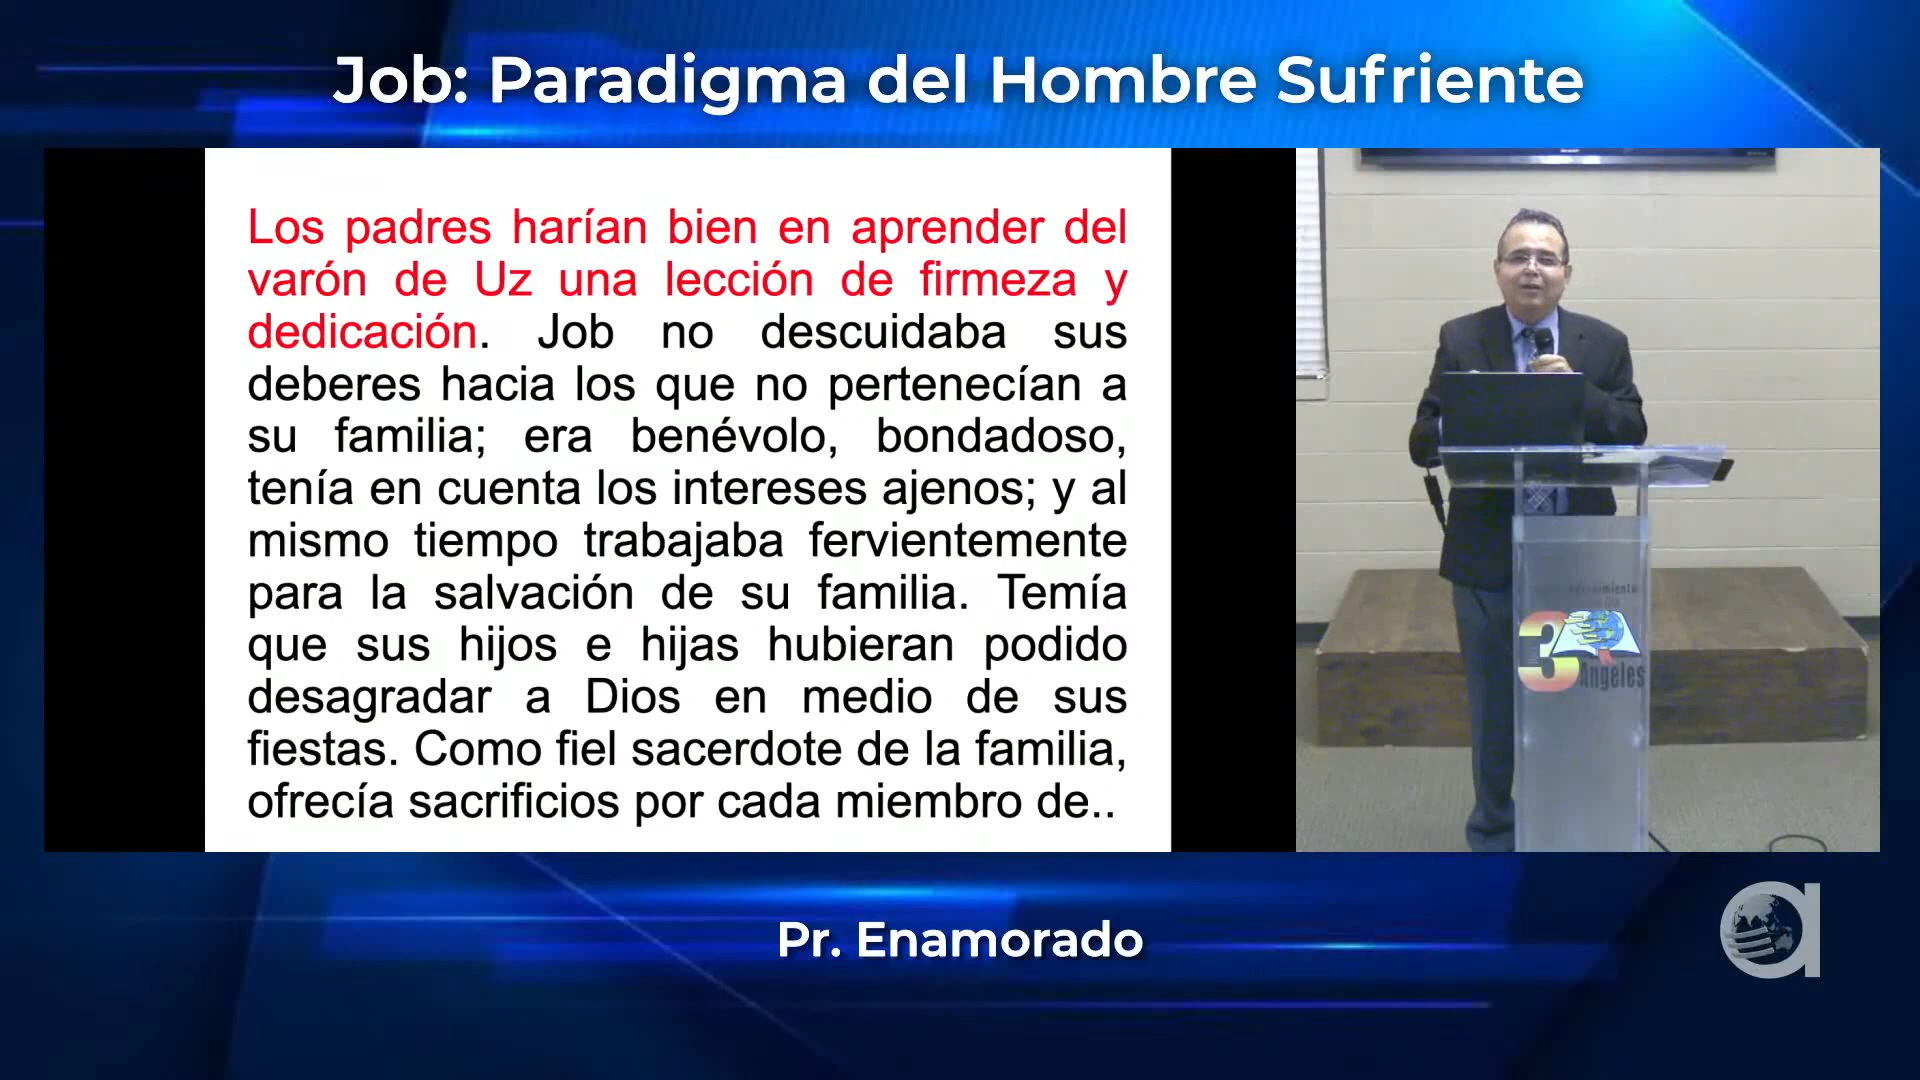 Job: Paradigma del Hombre Sufriente
Los padres harían bien en aprender del
varón de Uz una lección de firmeza y
dedicación. Job no descuidaba sus
deberes hacia los que no pertenecían a
su familia; era benévolo, bondadoso,
tenía en cuenta los intereses ajenos; y al
mismo tiempo trabajaba fervientemente
para la salvación de su familia. Temía
que sus hijos e hijas hubieran podido
desagradar a Dios en medio de sus
fiestas. Como fiel sacerdote de la familia,
ofrecía sacrificios por cada miembro de..
3
Angeles
Pr. Enamorado